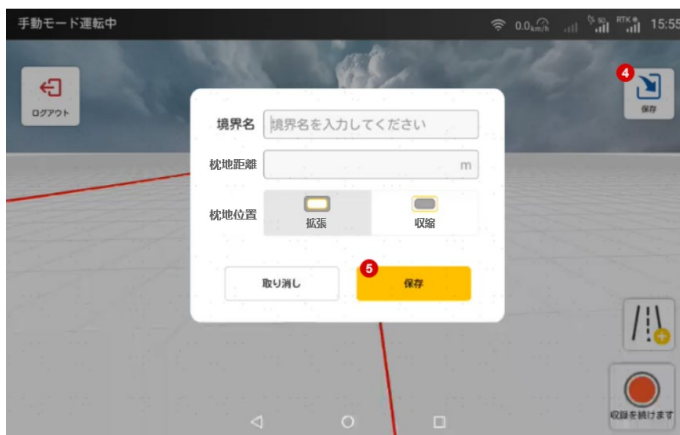 手動モード運転中
0.0km/h
50
RTK
15:55
ログアウト
4
保存
境界名
境界名を入力してください
枕地距離
m
枕地位置
拡張
収縮
取り消し
5
保存
収録を続けます